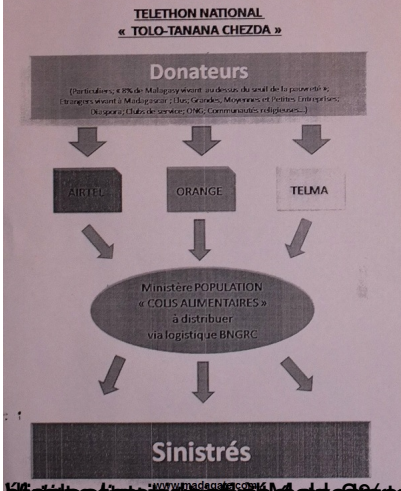 TELETHON NATIONAL
« TOLO-TANANA CHEZDA »
Donateurs
(Particuliers, « 8% de Malagasy vivant au dessus du seuil de la pauvreté »;
Etrangers vivant à Madagascar ; Elus; Grandes, Moyennes et Petites Entreprises;
Diaspora; Clubs de service; ONG; Communautés religieuses...)
AIRTEL
ORANGE
TELMA
Ministère POPULATION
« COLIS ALIMENTAIRES »
à distribuer
via logistique BNGRC
Sinistrés
www.madagate.com